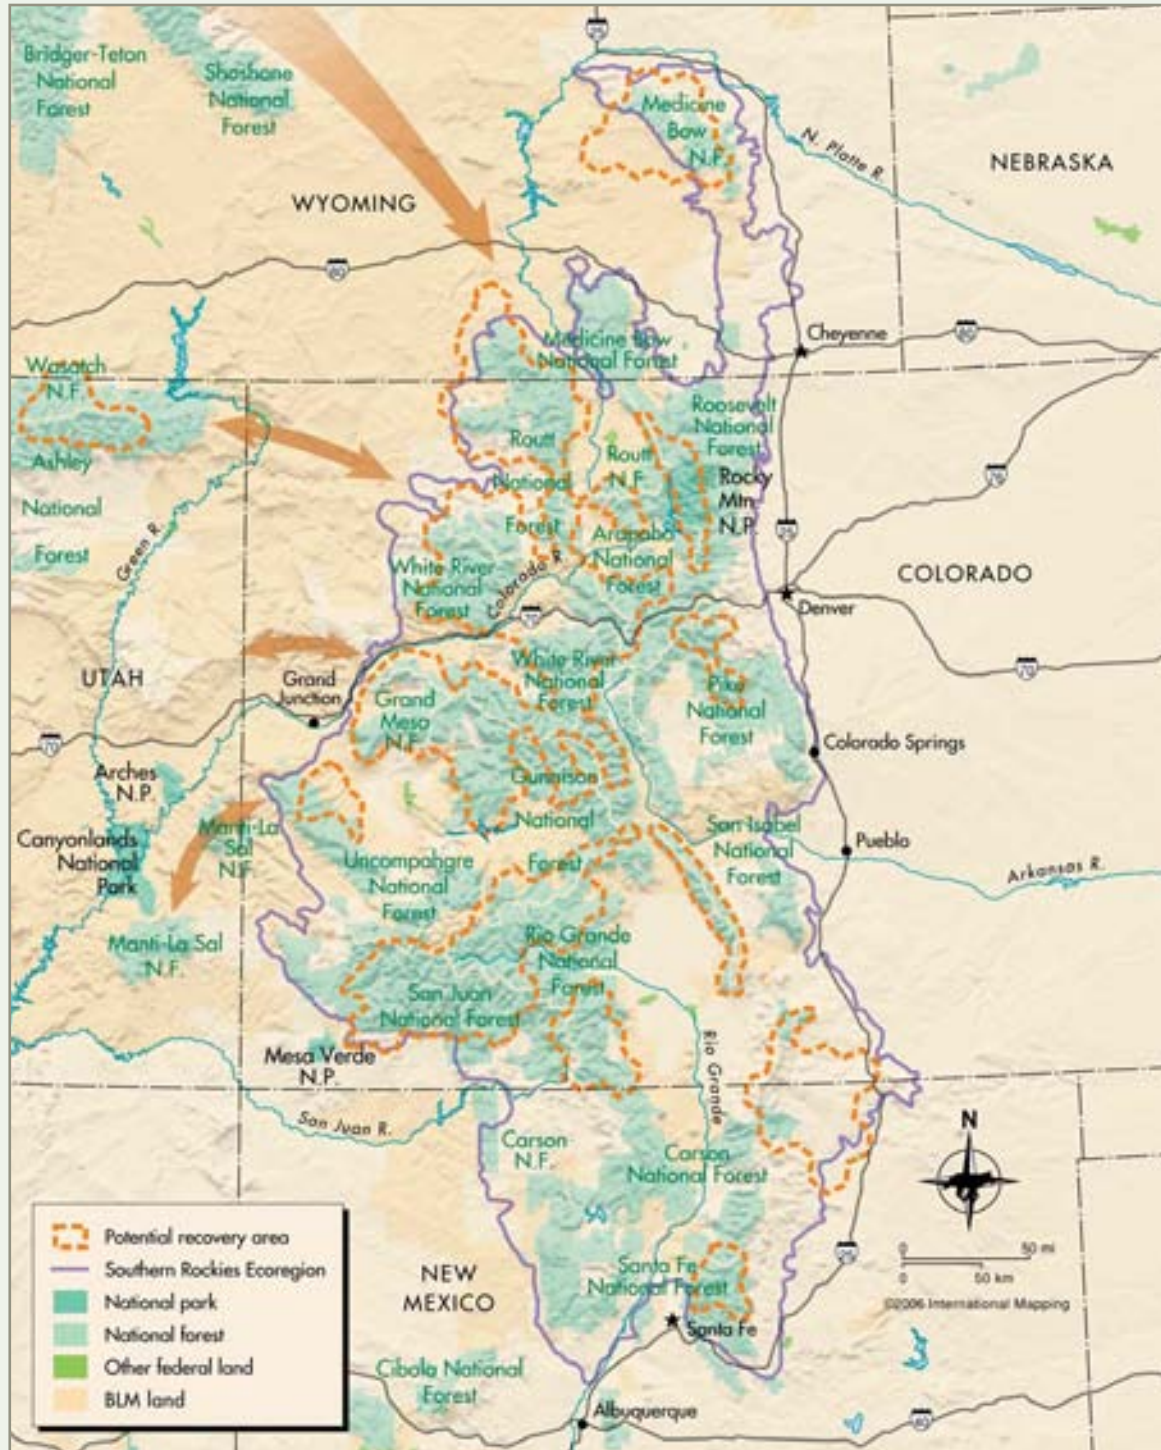 25
Bridger-Teton
National
Forest
Shoshone
National
Forest
Medicine
Bow
N.F.
N. Platte R.
NEBRASKA
WYOMING
80
Cheyenne
80
Medicine Bow
National Forest
Wasatch
N.F.
Ashley
National
Forest
Green R.
Roosevelt
National
Forest
Routt
National
Forest
Routt
N.F.
Rocky
Mtn
N.P.
76
25
Arapaho
National
Forest
White River
National
Forest
Colorado R.
70
COLORADO
Denver
70
UTAH
Grand
Junction
White River
National
Forest
Grand
Mesa
N.F.
Pike
National
Forest
70
Colorado Springs
Arches
N.P.
Gunnison
National
Forest
Canyonlands
National
Park
Manti-La
Sal
N.F.
San Isabel
National
Forest
Pueblo
Arkansas R.
Uncompahgre
National
Forest
Manti-La Sal
N.F.
Rio Grande
National
Forest
San Juan
National Forest
Mesa Verde
N.P.
Rio Grande
San Juan R.
Carson
N.F.
Carson
National Forest
N
Potential recovery area
Southern Rockies Ecoregion
National park
National forest
Other federal land
BLM land
NEW
MEXICO
Santa Fe
National Forest
25
0 50 mi
0 50 km
©2006 International Mapping
Santa Fe
Cibola National
Forest
Albuquerque
40